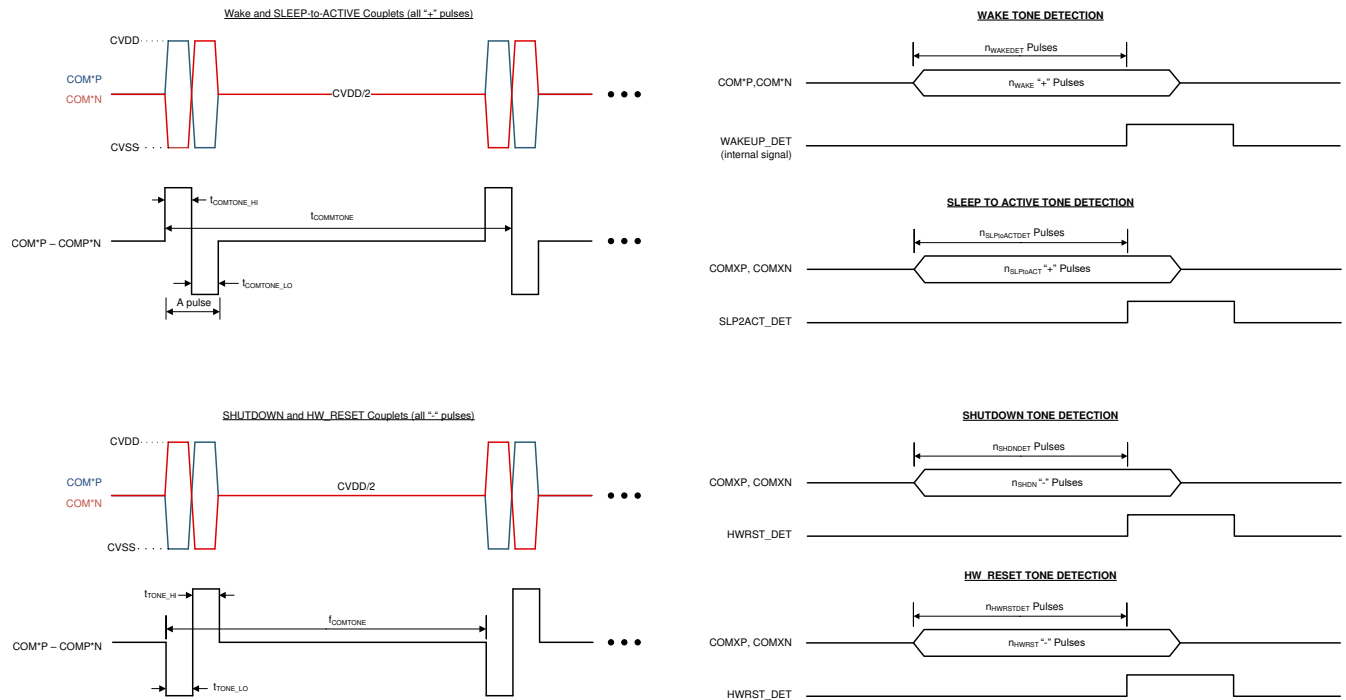 Wake and SLEEP-to-ACTIVE Couplets (all “+” pulses)
CVDD
COM*P
COM*N
CVDD/2
CVSS
tCOMTONE_HI
tCOMMTONE
COM*P – COMP*N
tCOMTONE_LO
A pulse
SHUTDOWN and HW_RESET Couplets (all “-“ pulses)
CVDD
COM*P
COM*N
CVDD/2
CVSS
tTONE_HI
fCOMTONE
COM*P – COMP*N
tTONE_LO
WAKE TONE DETECTION
nWAKEDET Pulses
COM*P,COM*N
nWAKE “+” Pulses
WAKEUP_DET
(internal signal)
SLEEP TO ACTIVE TONE DETECTION
nSLPtoACTDET Pulses
COMXP, COMXN
nSLPtoACT “+” Pulses
SLP2ACT_DET
SHUTDOWN TONE DETECTION
nSHDNDET Pulses
COMXP, COMXN
nSHDN “-” Pulses
HWRST_DET
HW_RESET TONE DETECTION
nHWRSTDET Pulses
COMXP, COMXN
nHWRST “-” Pulses
HWRST_DET